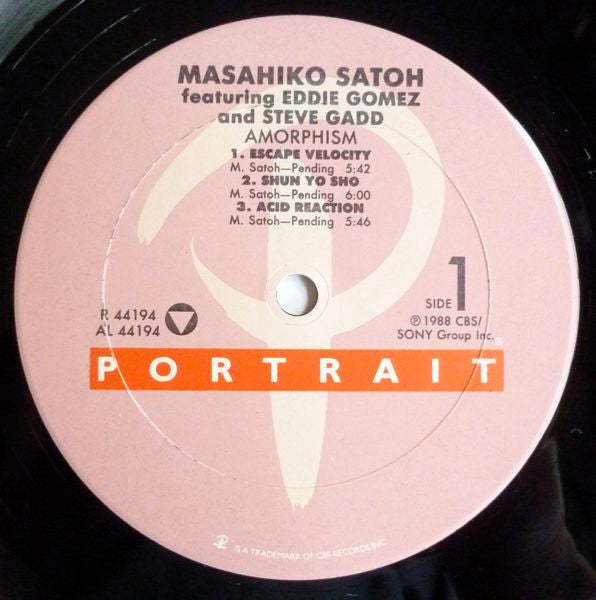 MASAHIKO SATOH
featuring EDDIE GOMEZ
and STEVE GADD
AMORPHISM
1. ESCAPE VELOCITY
M. Satoh—Pending 5:42
2. SHUN YO SHO
M. Satoh—Pending 6:00
3. ACID REACTION
M. Satoh—Pending 5:46
R 44194
AL 44194
SIDE 1
℗ 1988 CBS/
SONY Group Inc.
PORTRAIT®
IS A TRADEMARK OF CBS RECORDS INC